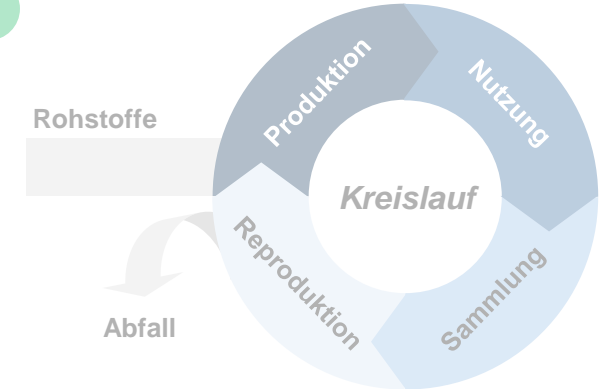 Produktion
Nutzung
Rohstoffe
Kreislauf
Reproduktion
Sammlung
Abfall